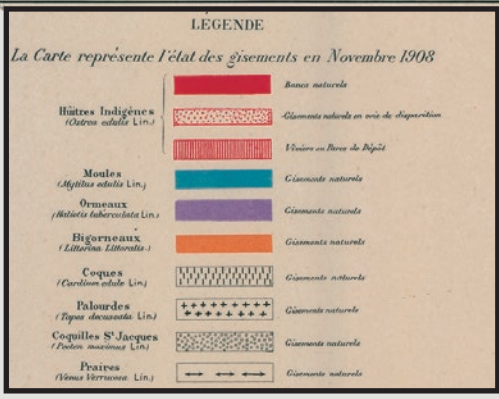 LÉGENDE
La Carte représente l'état des gisements en Novembre 1908
Bancs naturels
Huîtres Indigènes
(Ostrea edulis Lin.)
Gisements naturels en voie de disparition
Viviers ou Parcs de Dépôt
Moules
(Mytilus edulis Lin.)
Gisements naturels
Ormeaux
(Haliotis tuberculata Lin.)
Gisements naturels
Bigorneaux
(Littorina Littoralis.)
Gisements naturels
Coques
(Cardium edule Lin.)
Gisements naturels
Palourdes
(Tapes decussata Lin.)
Gisements naturels
Coquilles St Jacques
(Pecten maximus Lin.)
Gisements naturels
Praires
(Venus Verrucosa Lin.)
Gisements naturels